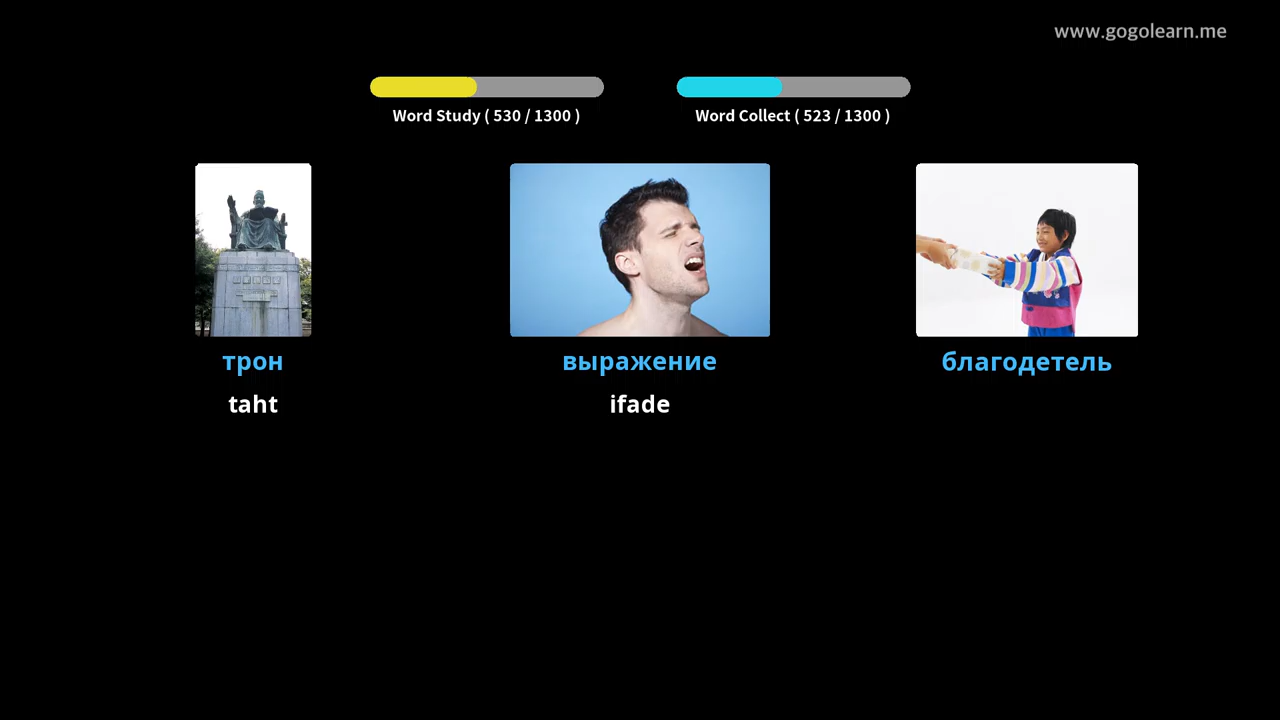 www.gogolearn.me
Word Study ( 530 / 1300 )
Word Collect ( 523 / 1300 )
трон
выражение
благодетель
taht
ifade